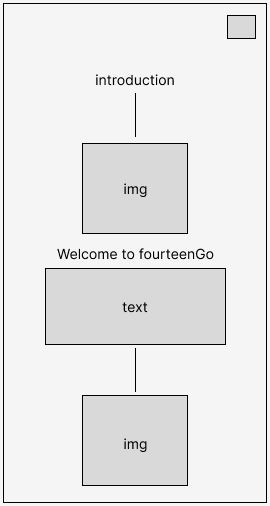 introduction
img
Welcome to fourteenGo
text
img